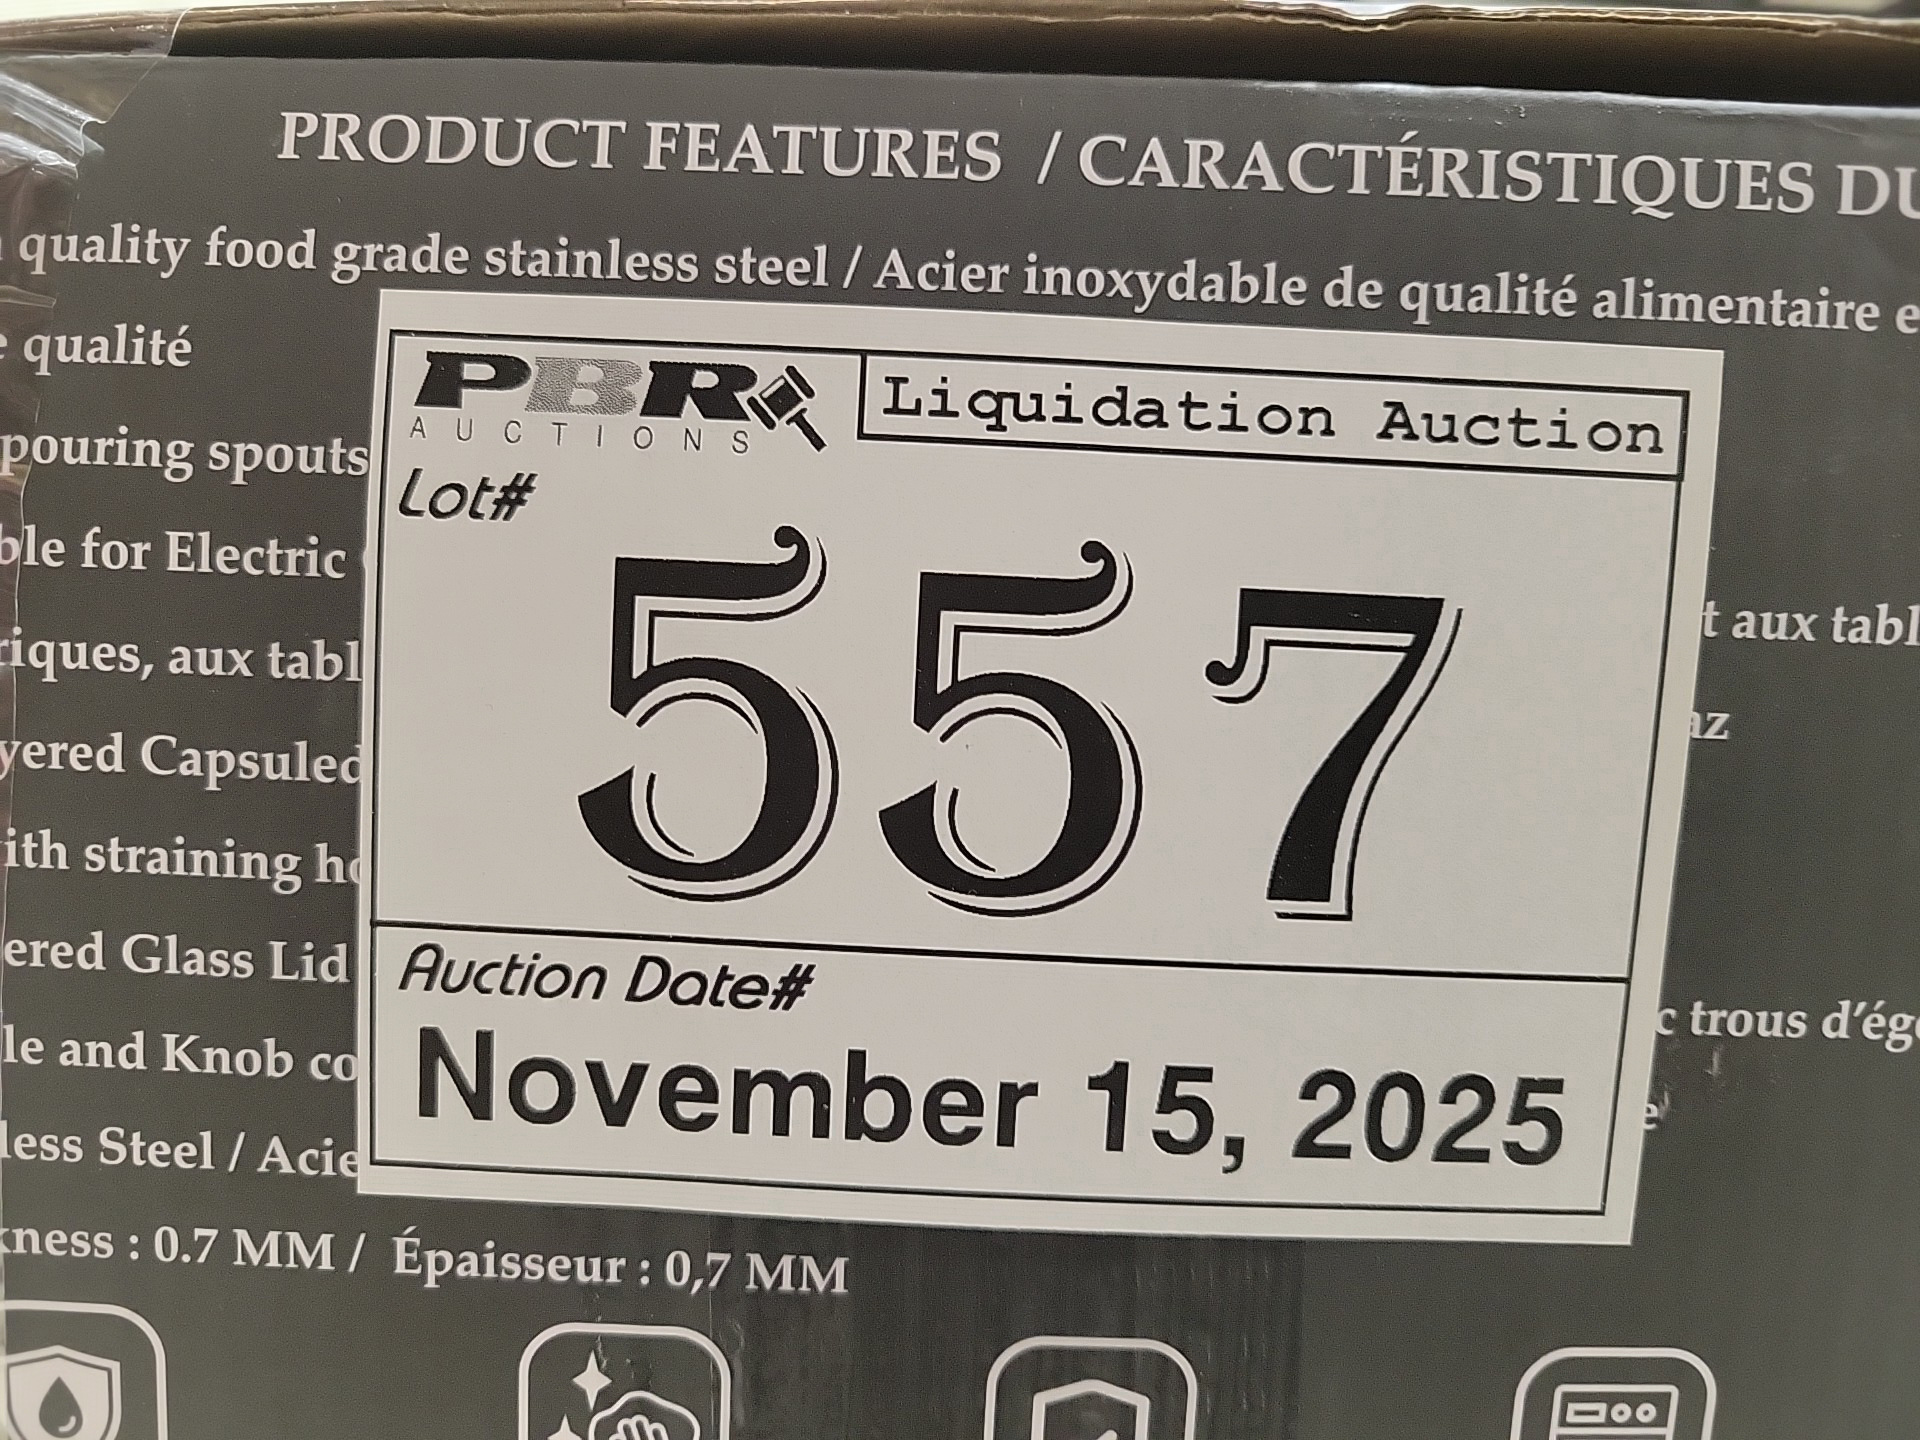 PRODUCT FEATURES / CARACTÉRISTIQUES DU
quality food grade stainless steel / Acier inoxydable de qualité alimentaire
qualité
pouring spouts
ble for Electric
riques, aux tabl
t aux tabl
yered Capsuled
az
ith straining ho
ered Glass Lid
c trous d'égo
le and Knob co
less Steel / Acie
kness : 0.7 MM / Épaisseur : 0,7 MM
PBR
AUCTIONS
Liquidation Auction
Lot#
557
Auction Date#
November 15, 2025